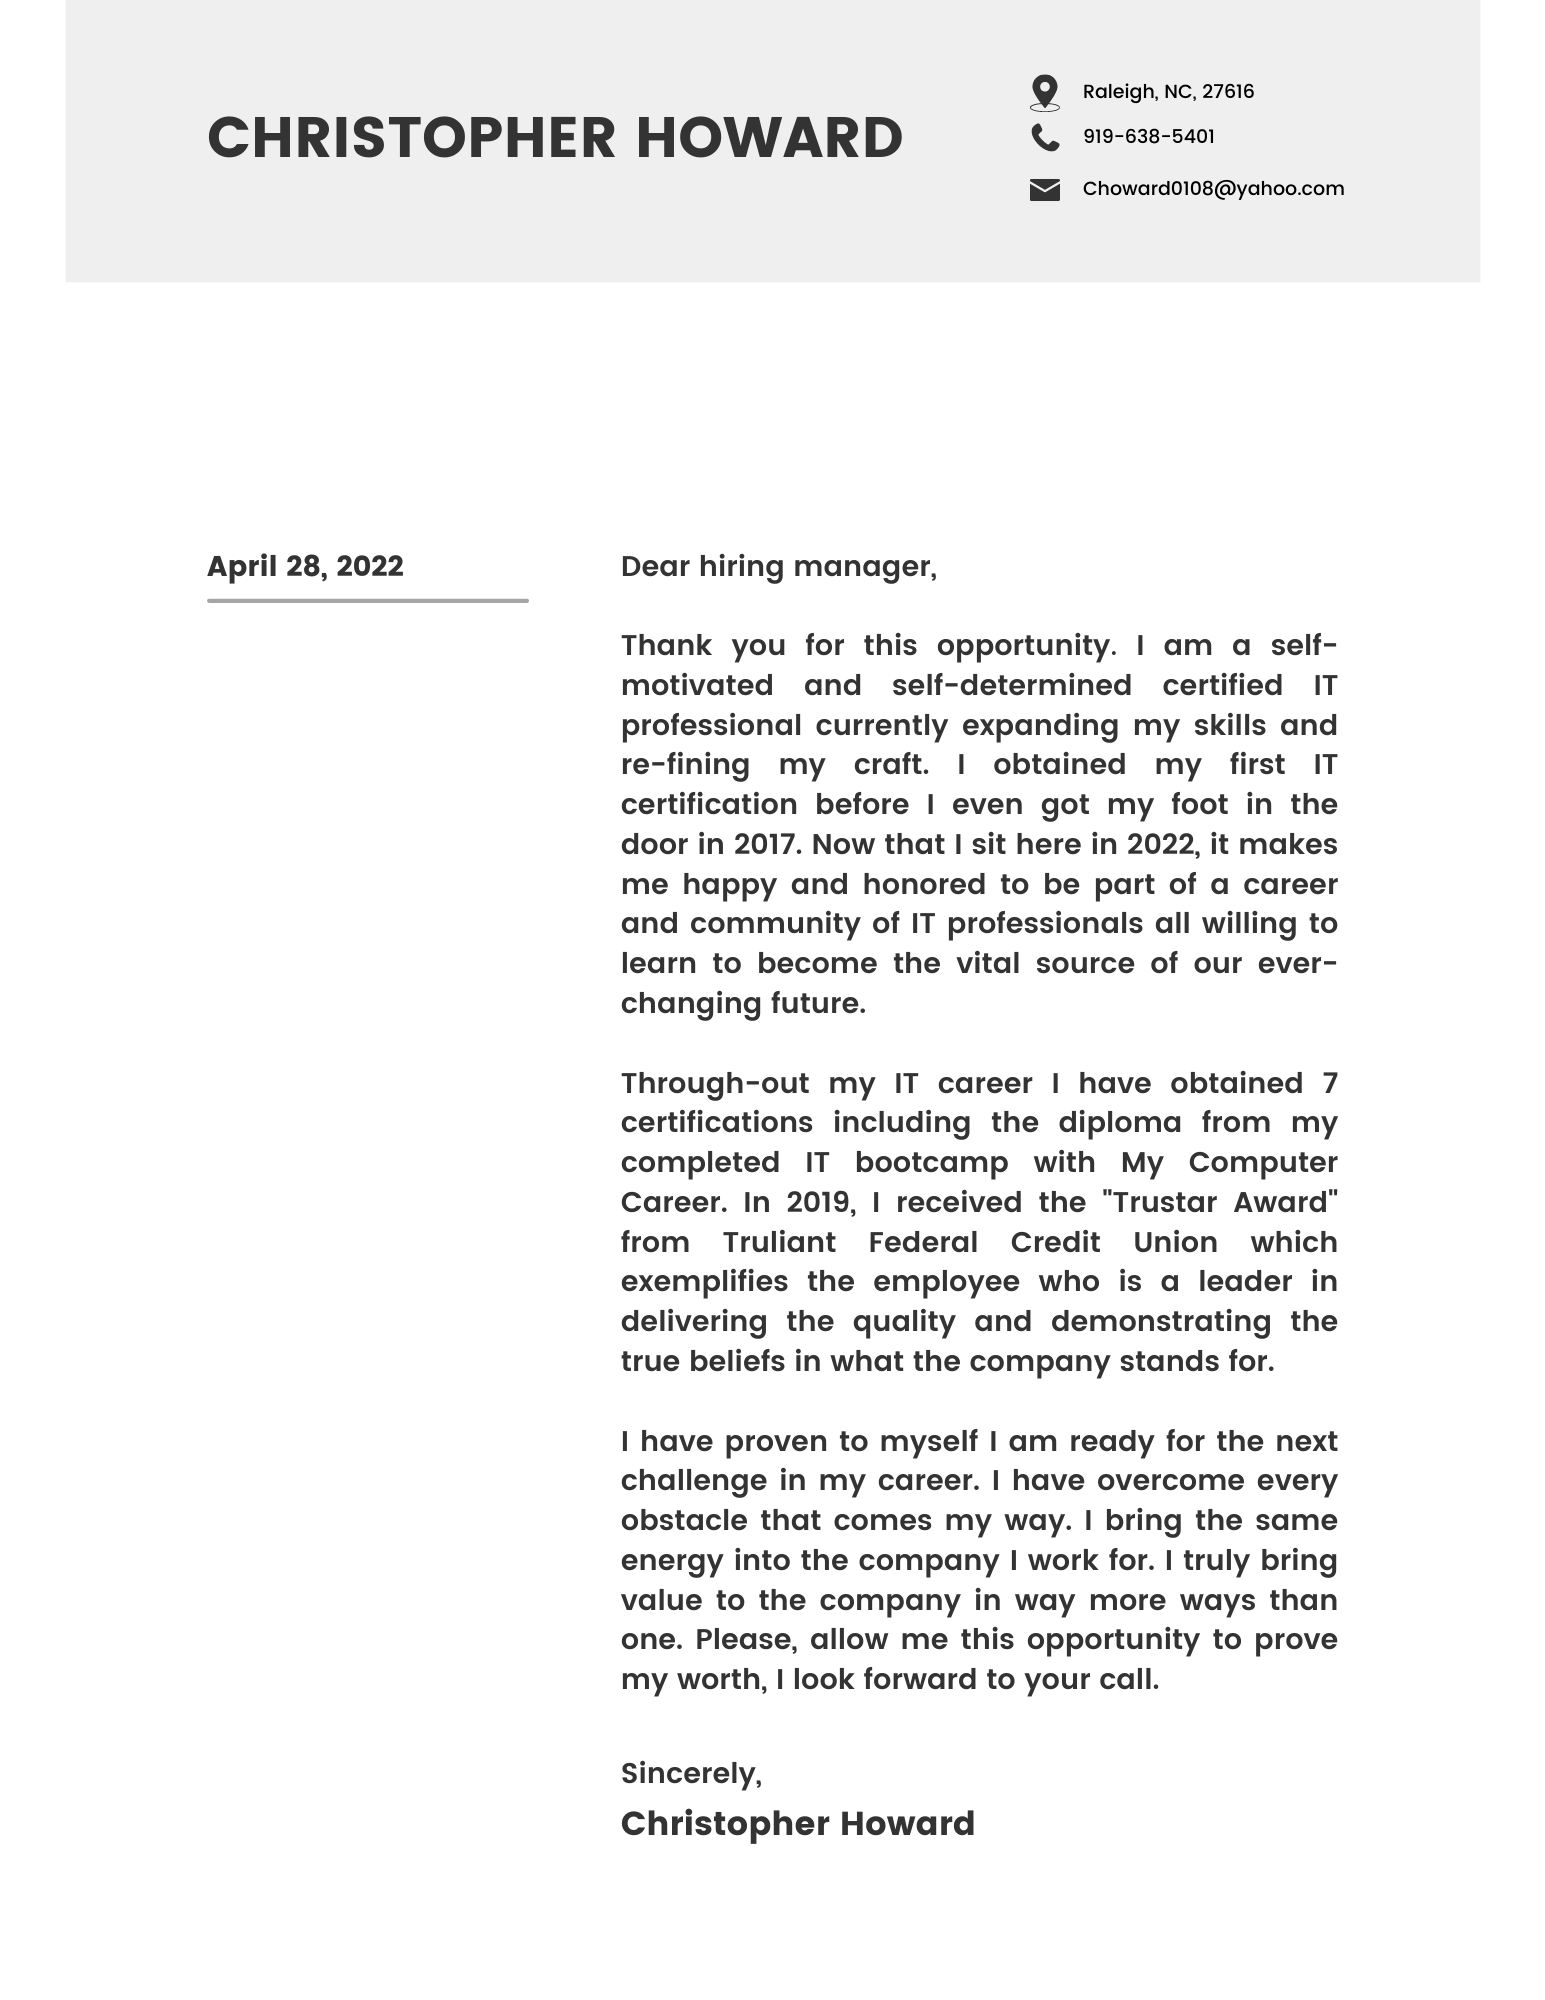 CHRISTOPHER HOWARD
Raleigh, NC, 27616
919-638-5401
Choward0108@yahoo.com
April 28, 2022
Dear hiring manager,
Thank you for this opportunity. I am a self-
motivated and self-determined certified IT
professional currently expanding my skills and
re-fining my craft. I obtained my first IT
certification before I even got my foot in the
door in 2017. Now that I sit here in 2022, it makes
me happy and honored to be part of a career
and community of IT professionals all willing to
learn to become the vital source of our ever-
changing future.
Through-out my IT career I have obtained 7
certifications including the diploma from my
completed IT bootcamp with My Computer
Career. In 2019, I received the "Trustar Award"
from Truliant Federal Credit Union which
exemplifies the employee who is a leader in
delivering the quality and demonstrating the
true beliefs in what the company stands for.
I have proven to myself I am ready for the next
challenge in my career. I have overcome every
obstacle that comes my way. I bring the same
energy into the company I work for. I truly bring
value to the company in way more ways than
one. Please, allow me this opportunity to prove
my worth, I look forward to your call.
Sincerely,
Christopher Howard